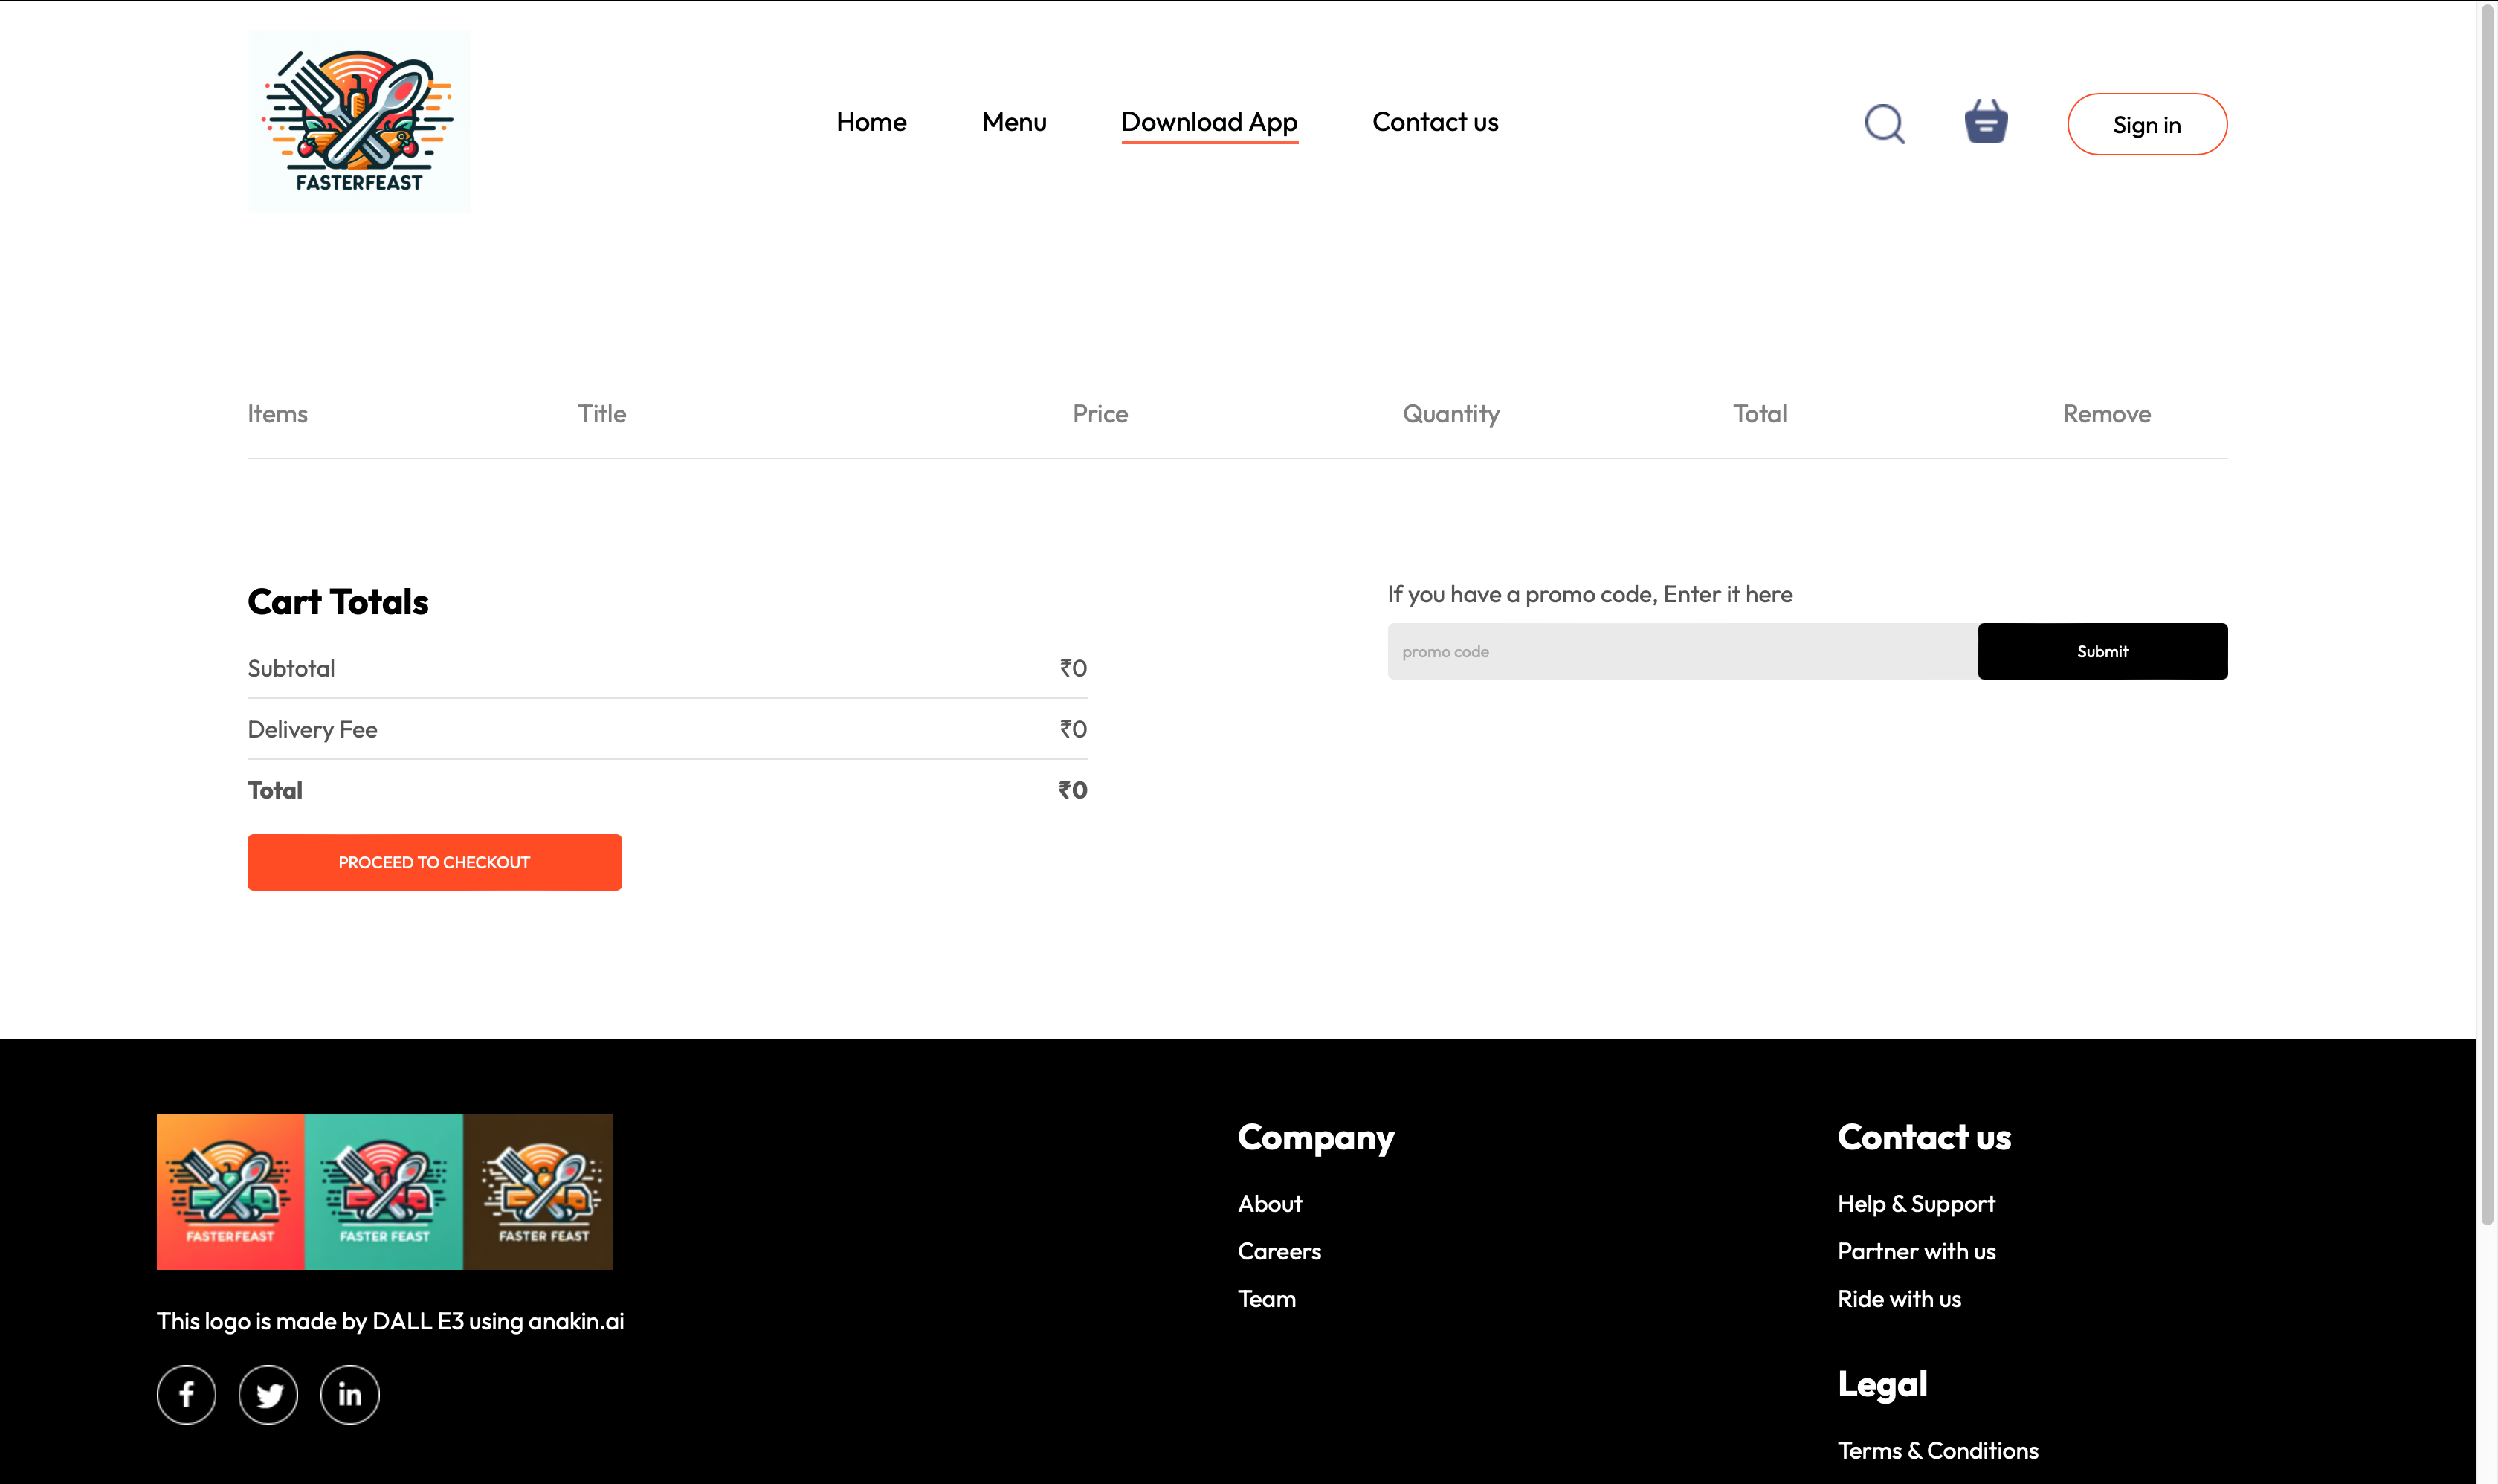 FASTERFEAST
Home Menu Download App Contact us Sign in
Items Title Price Quantity Total Remove
Cart Totals
Subtotal ₹0
Delivery Fee ₹0
Total ₹0
PROCEED TO CHECKOUT
If you have a promo code, Enter it here
promo code Submit
FASTERFEAST FASTER FEAST FASTER FEAST
This logo is made by DALL E3 using anakin.ai
f in
Company
About
Careers
Team
Contact us
Help & Support
Partner with us
Ride with us
Legal
Terms & Conditions